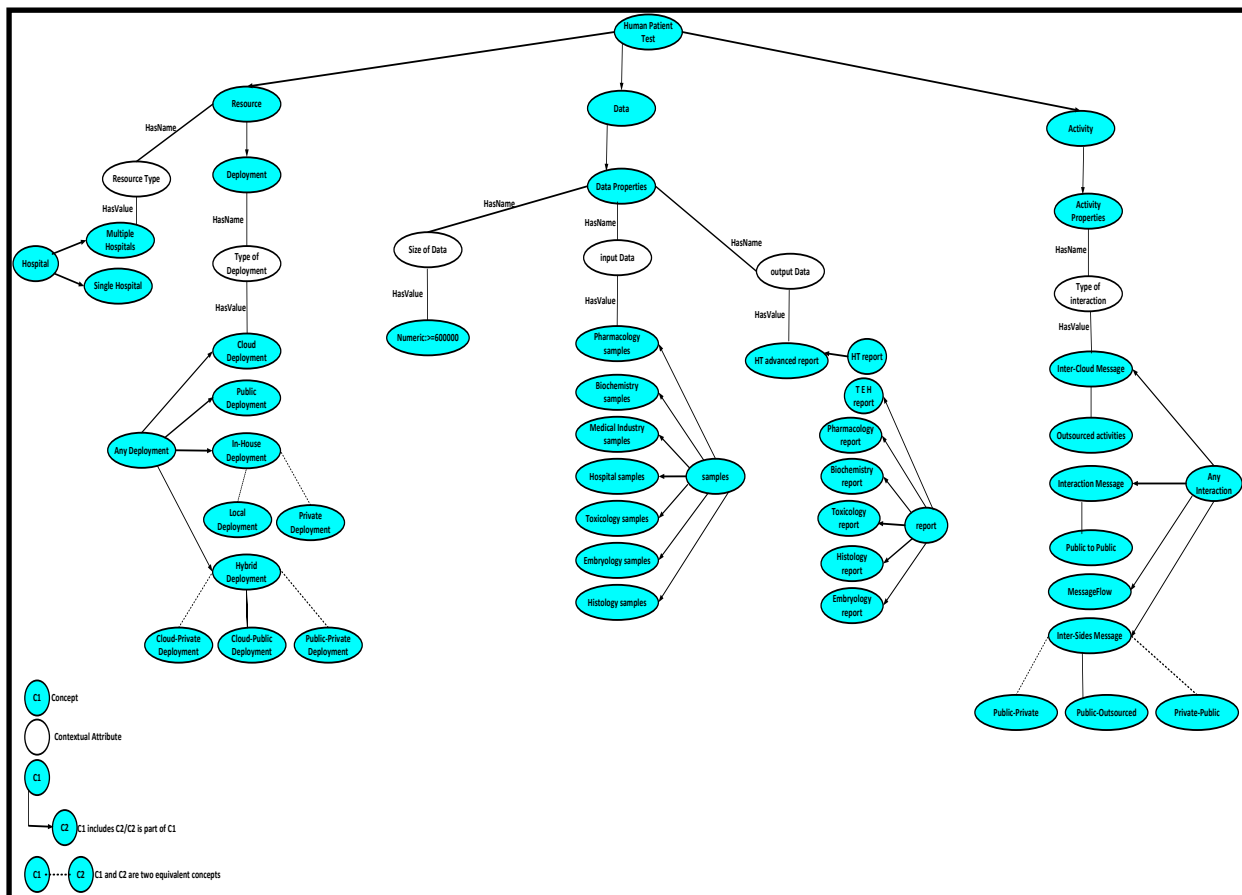 Human Patient
Test
Resource
Data
Activity
HasName
Resource Type
Deployment
Data Properties
Activity
Properties
HasValue
HasName
HasName
HasName
HasName
HasName
Multiple
Hospitals
Hospital
Single Hospital
Type of
Deployment
Size of Data
input Data
output Data
Type of
interaction
HasValue
HasValue
HasValue
HasValue
HasValue
Cloud
Deployment
Numeric:>=600000
Pharmacology
samples
HT advanced report
HT report
Inter-Cloud Message
Public
Deployment
Biochemistry
samples
T E H
report
Any Deployment
In-House
Deployment
Medical Industry
samples
Pharmacology
report
Outsourced activities
Hospital samples
samples
Biochemistry
report
Interaction Message
Any
Interaction
Local
Deployment
Private
Deployment
Toxicology samples
Toxicology
report
report
Public to Public
Hybrid
Deployment
Embryology samples
Histology
report
MessageFlow
Histology samples
Embryology
report
Cloud-Private
Deployment
Cloud-Public
Deployment
Public-Private
Deployment
Inter-Sides Message
Public-Private
Public-Outsourced
Private-Public
C1
Concept
Contextual Attribute
C1
C2
C1 includes C2/C2 is part of C1
C1
C2
C1 and C2 are two equivalent concepts